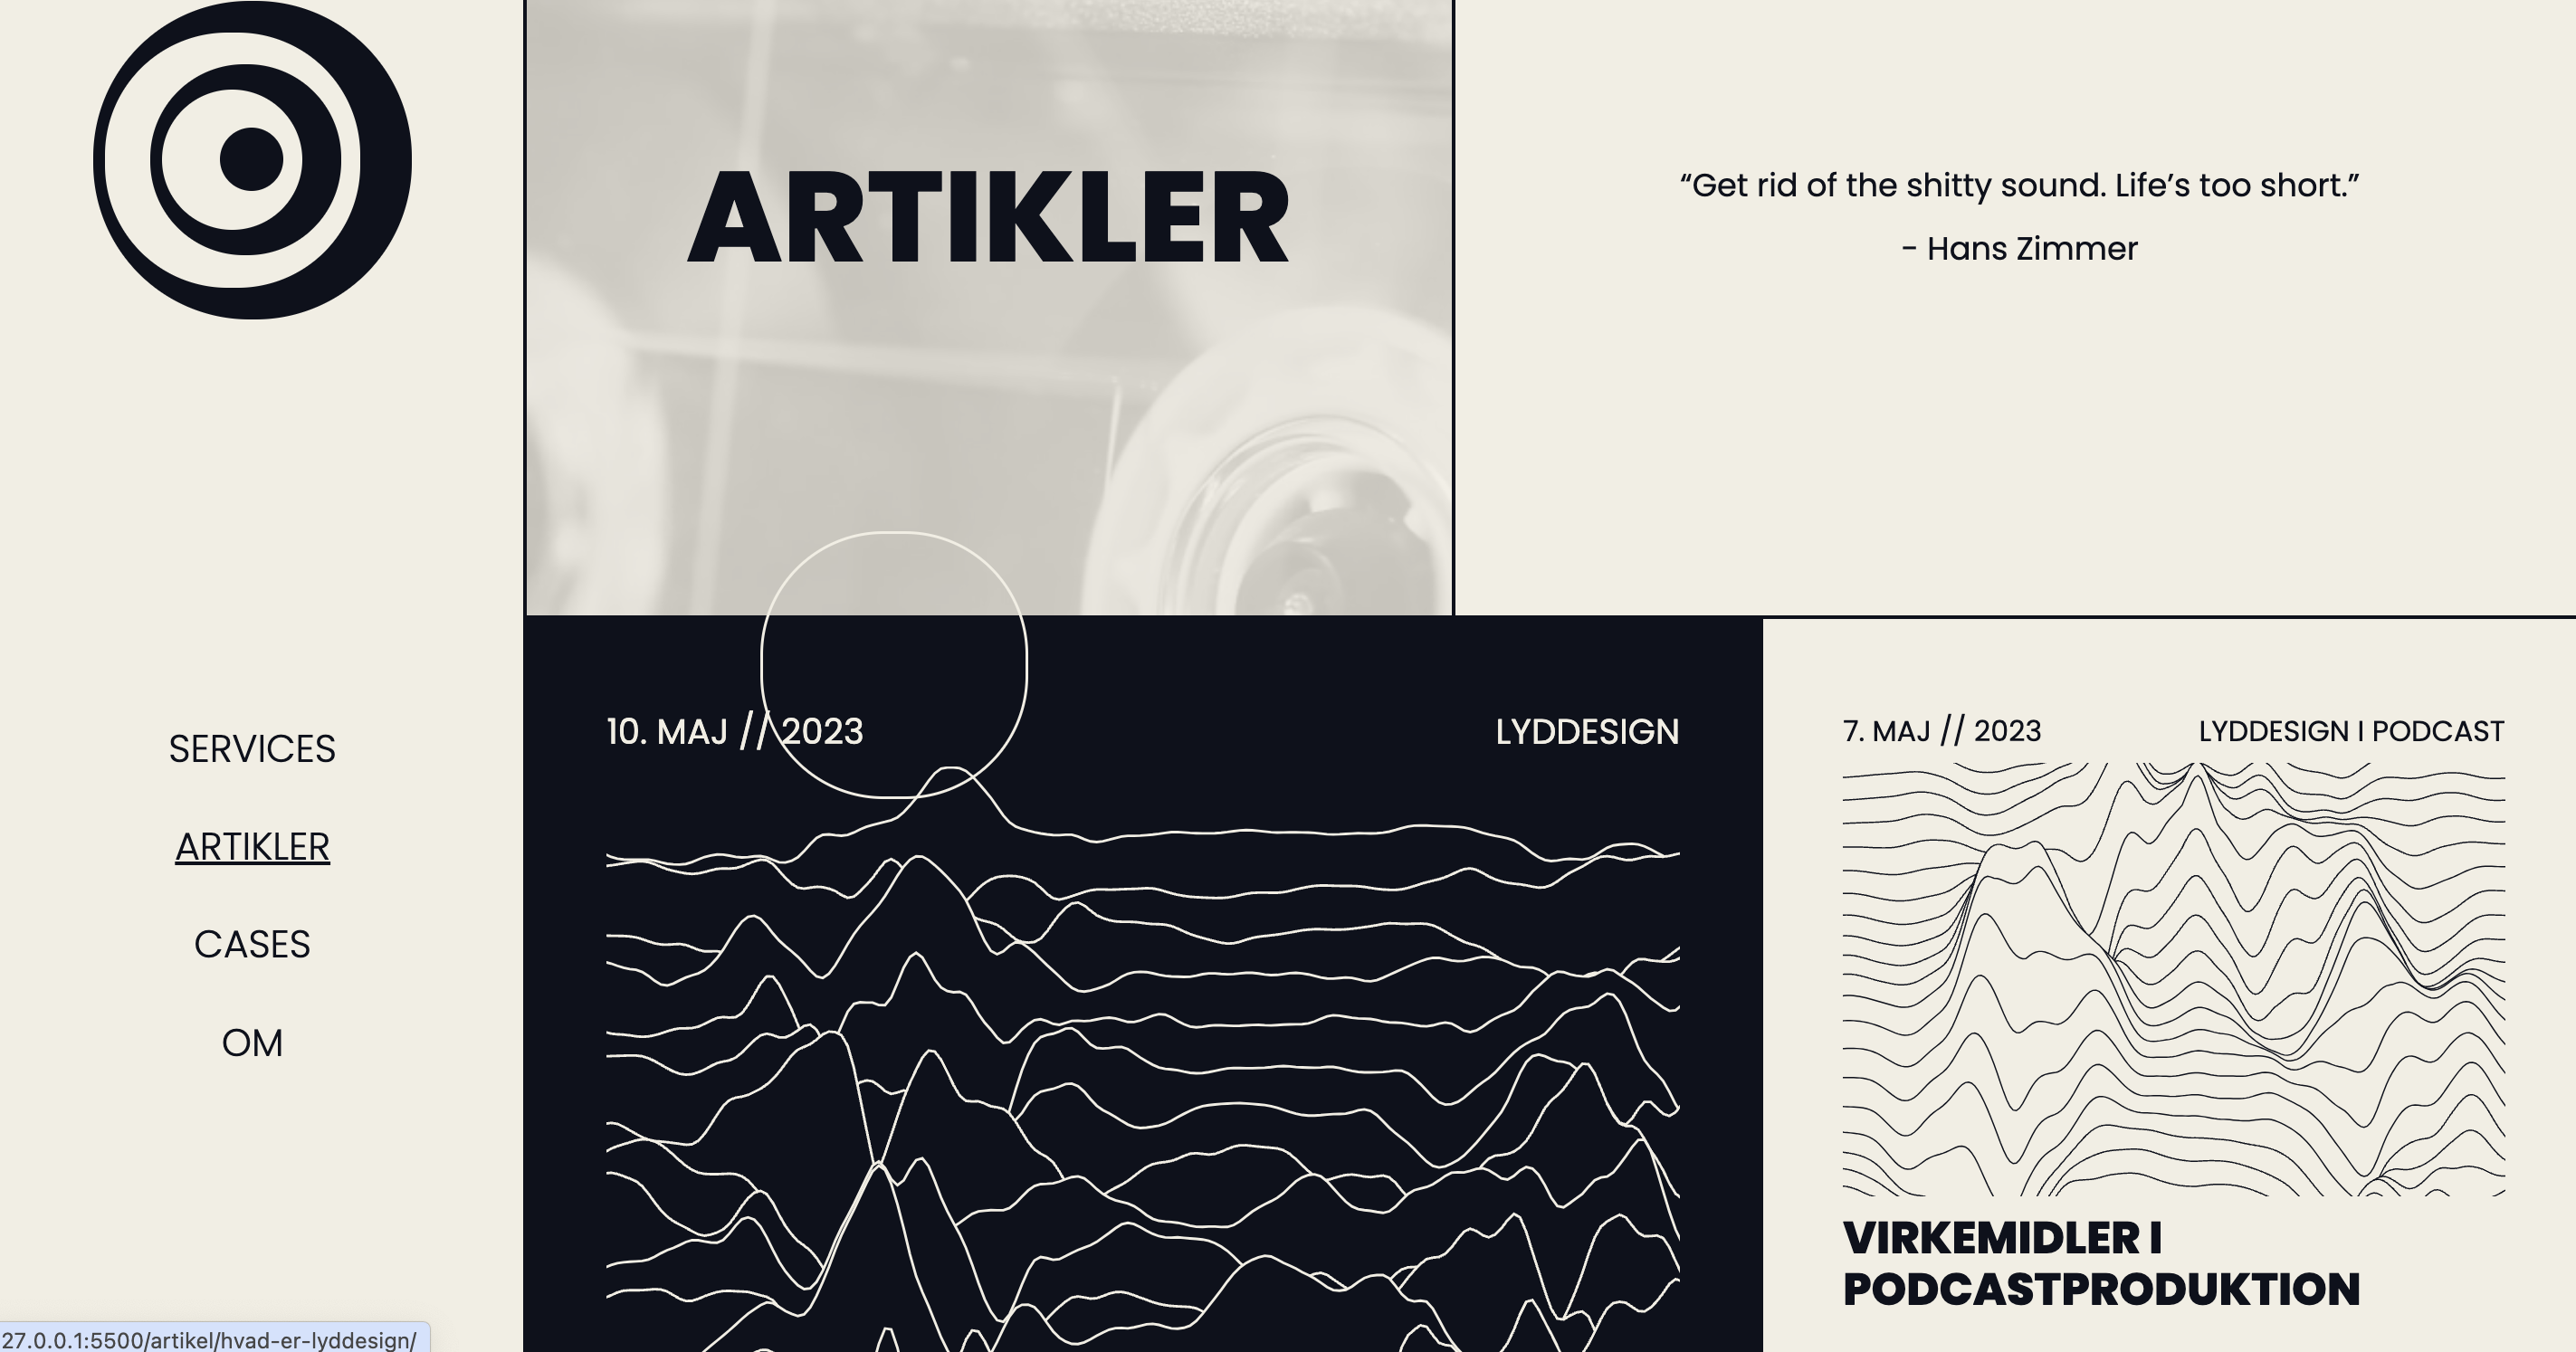 ARTIKLER
“Get rid of the shitty sound. Life’s too short.”
- Hans Zimmer
SERVICES
ARTIKLER
CASES
OM
10. MAJ // 2023
LYDDESIGN
7. MAJ // 2023
LYDDESIGN I PODCAST
VIRKEMIDLER I
PODCASTPRODUKTION
27.0.0.1:5500/artikel/hvad-er-lyddesign/